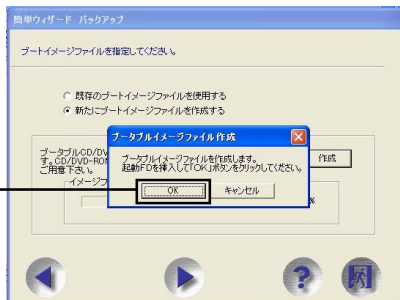 簡単ウィザード バックアップ
ブートイメージファイルを指定してください。
既存のブートイメージファイルを使用する
新たにブートイメージファイルを作成する
ブータブルイメージファイル作成
ブータブルイメージファイルを作成します。
起動FDを挿入して「OK」ボタンをクリックしてください。
OK
キャンセル
ブータブルCD/DV
す。CD/DVD-ROM
ご用意下さい。
作成
イメージフ
%
?